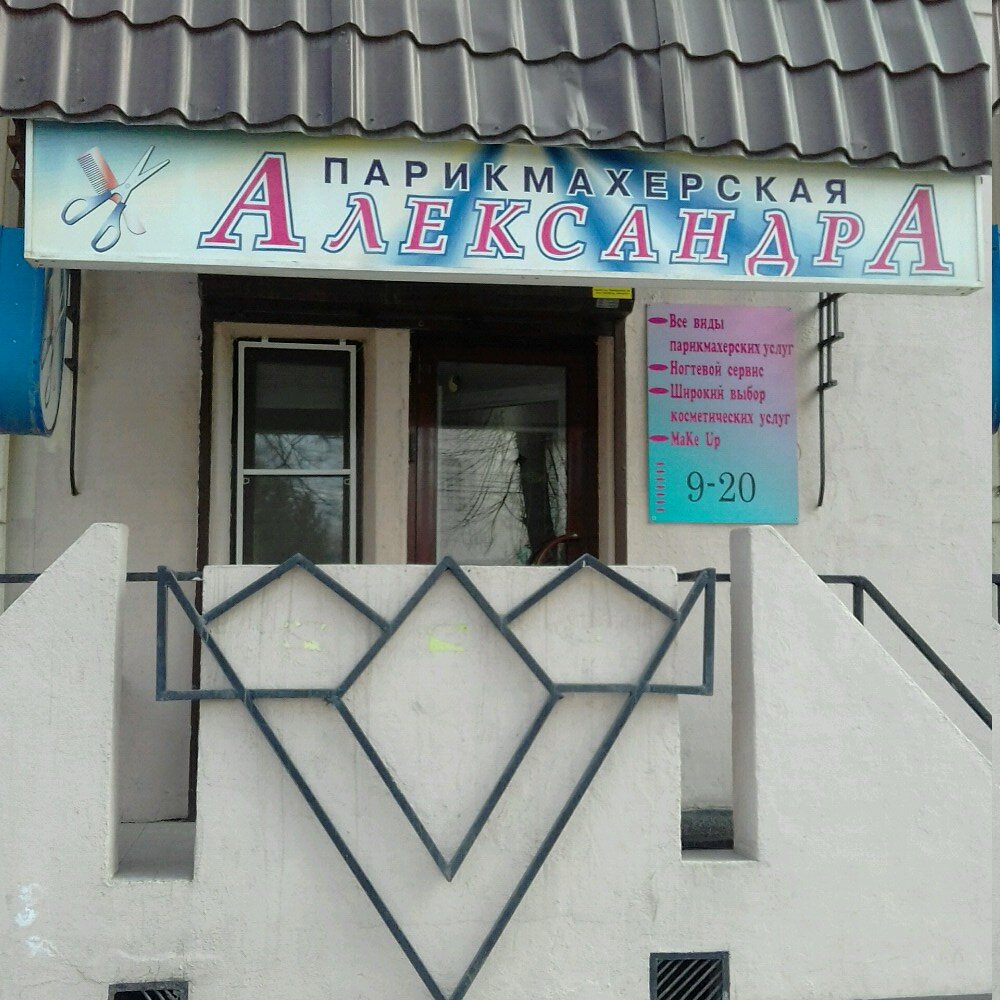 ПАРИКМАХЕРСКАЯ
АЛЕКСАНДРА
Все виды
парикмахерских услуг
Ногтевой сервис
Широкий выбор
косметических услуг
MaKe Up
9-20